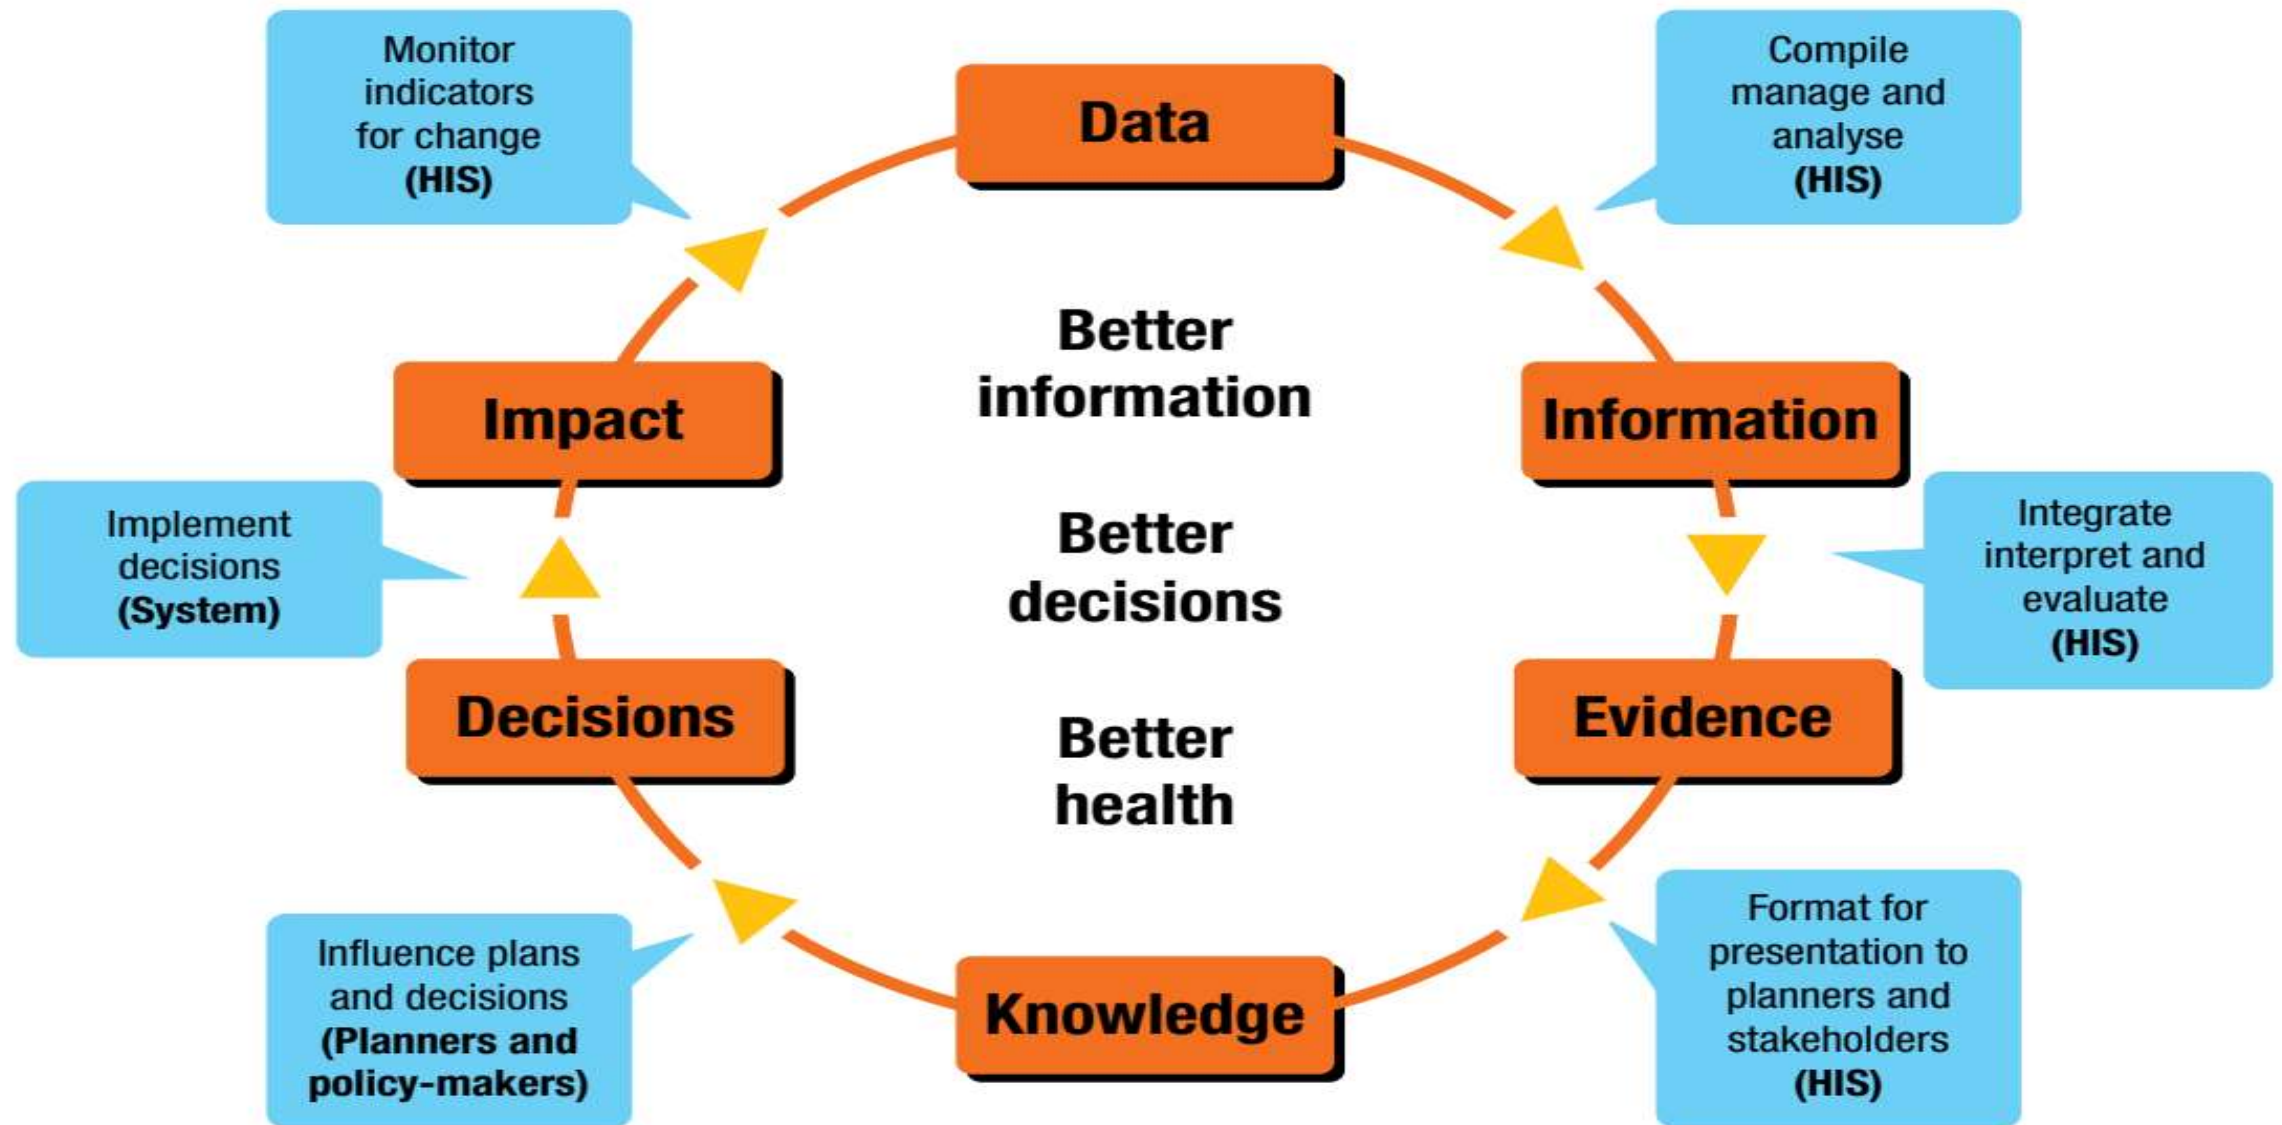 Monitor
indicators
for change
(HIS)
Data
Compile
manage and
analyse
(HIS)
Impact
Better
information
Information
Implement
decisions
(System)
Better
decisions
Integrate
interpret and
evaluate
(HIS)
Decisions
Better
health
Evidence
Influence plans
and decisions
(Planners and
policy-makers)
Knowledge
Format for
presentation to
planners and
stakeholders
(HIS)